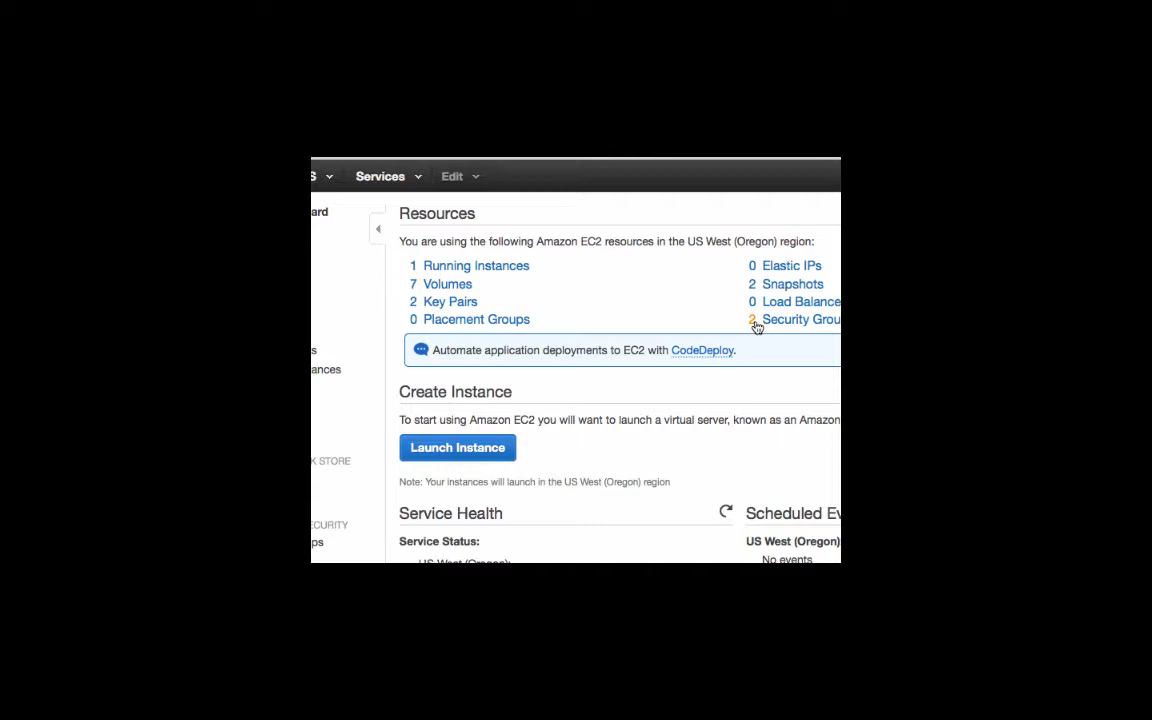 S Services Edit
ard
Resources
You are using the following Amazon EC2 resources in the US West (Oregon) region:
1 Running Instances 0 Elastic IPs
7 Volumes 2 Snapshots
2 Key Pairs 0 Load Balance
0 Placement Groups 2 Security Grou
s
Automate application deployments to EC2 with CodeDeploy.
ances
Create Instance
To start using Amazon EC2 you will want to launch a virtual server, known as an Amazon
Launch Instance
K STORE
Note: Your instances will launch in the US West (Oregon) region
Service Health Scheduled Ev
ECURITY
ps
Service Status: US West (Oregon)
US West (Oregon): No events